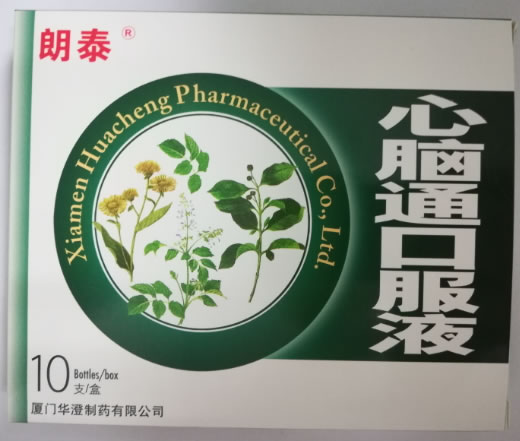 朗泰®
Xiamen Huacheng Pharmaceutical Co., Ltd.
心脑通口服液
10 Bottles/box
支/盒
厦门华澄制药有限公司